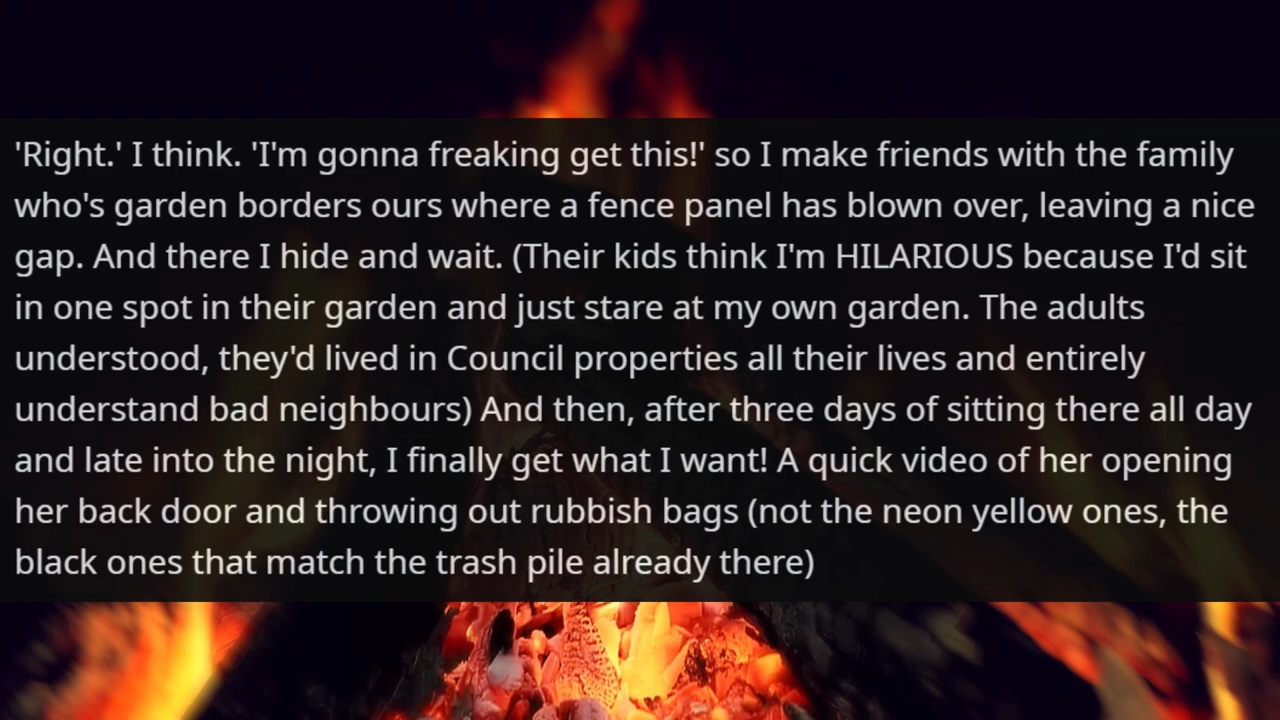 'Right.' I think. 'I'm gonna freaking get this!' so I make friends with the family
who's garden borders ours where a fence panel has blown over, leaving a nice
gap. And there I hide and wait. (Their kids think I'm HILARIOUS because I'd sit
in one spot in their garden and just stare at my own garden. The adults
understood, they'd lived in Council properties all their lives and entirely
understand bad neighbours) And then, after three days of sitting there all day
and late into the night, I finally get what I want! A quick video of her opening
her back door and throwing out rubbish bags (not the neon yellow ones, the
black ones that match the trash pile already there)